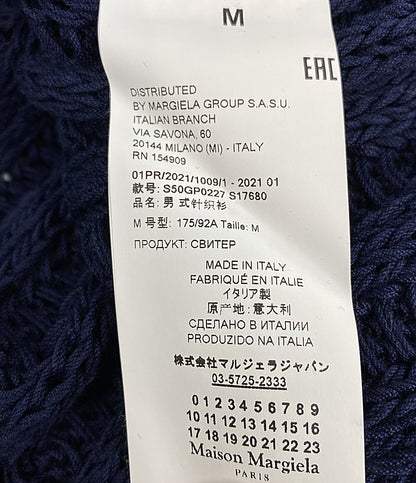 M
EAC
DISTRIBUTED
BY MARGIELA GROUP S.A.S.U.
ITALIAN BRANCH
VIA SAVONA, 60
20144 MILANO (MI) - ITALY
RN 154909
01PR/2021/1009/1 - 2021 01
款号: S50GP0227 S17680
品名: 男式针织衫
M 号型: 175/92A Taille: M
ПРОДУКТ: СВИТЕР
MADE IN ITALY
FABRIQUÉ EN ITALIE
イタリア製
原产地: 意大利
СДЕЛАНО В ИТАЛИИ
PRODUZIDO NA ITALIA
株式会社マルジェラジャパン
03-5725-2333
0 1 2 3 4 5 6 7 8 9
10 11 12 13 14 15 16
17 18 19 20 21 22 23
Maison Margiela
PARIS